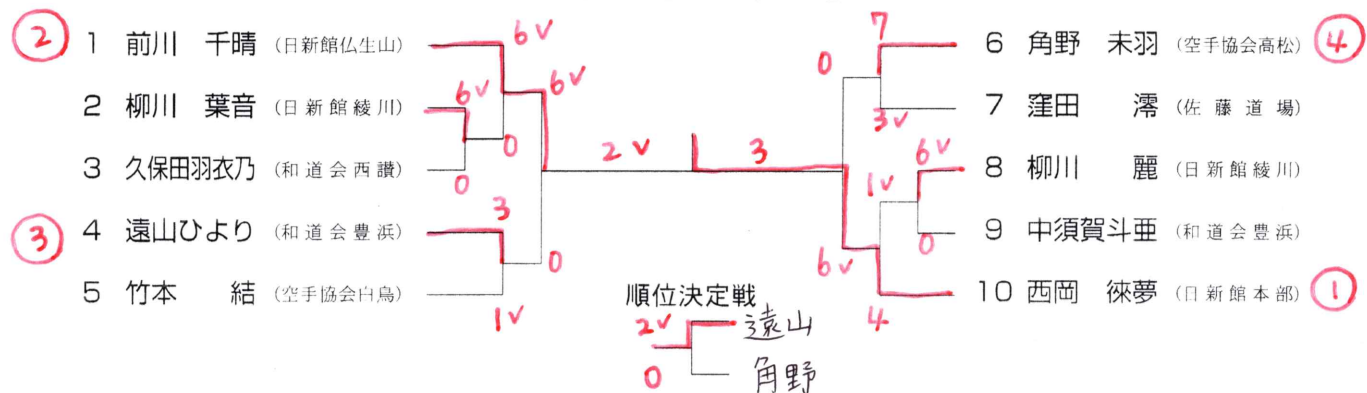 ② 1 前川 千晴 (日新館仏生山)
2 柳川 葉音 (日新館綾川)
3 久保田羽衣乃 (和道会西讃)
③ 4 遠山ひより (和道会豊浜)
5 竹本 結 (空手協会白鳥)
6v
6v
6v
0
0
3
0
1v
2v
3
7
0
3v
6v
1v
0
6v
4
6 角野 未羽 (空手協会高松) ④
7 窪田 澪 (佐藤道場)
8 柳川 麗 (日新館綾川)
9 中須賀斗亜 (和道会豊浜)
10 西岡 徠夢 (日新館本部) ①
順位決定戦
2v 遠山
0 角野